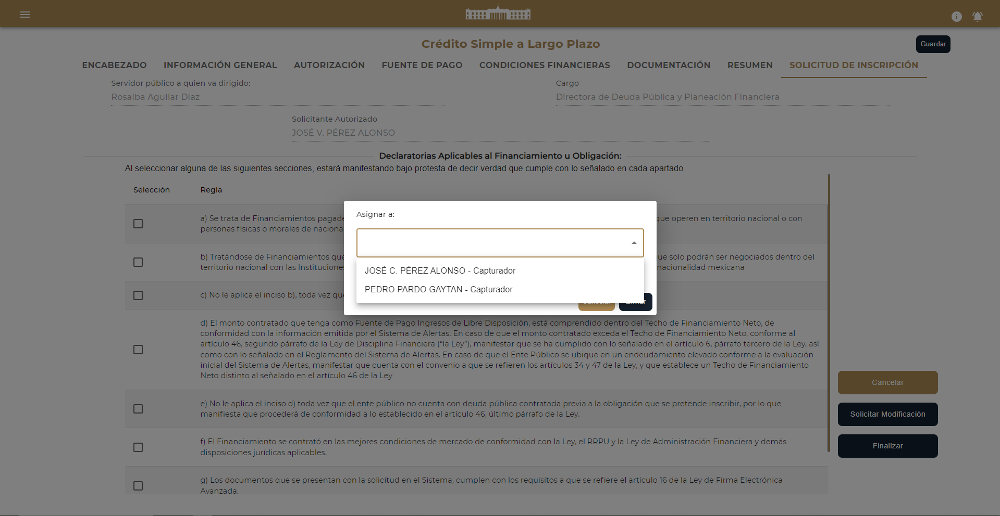 Crédito Simple a Largo Plazo
Guardar
ENCABEZADO INFORMACIÓN GENERAL AUTORIZACIÓN FUENTE DE PAGO CONDICIONES FINANCIERAS DOCUMENTACIÓN RESUMEN SOLICITUD DE INSCRIPCIÓN
Servidor público a quien va dirigido:
Rosalba Aguilar Díaz
Cargo
Directora de Deuda Pública y Planeación Financiera
Solicitante Autorizado
JOSÉ V. PÉREZ ALONSO
Declaratorias Aplicables al Financiamiento u Obligación:
Al seleccionar alguna de las siguientes secciones, estará manifestando bajo protesta de decir verdad que cumple con lo señalado en cada apartado
Selección Regla
a) Se trata de Financiamientos que operen en territorio nacional o con
personas físicas o morales de
b) Tratándose de Financiamientos que que solo podrán ser negociados dentro del
territorio nacional con las Instituciones nacionalidad mexicana
c) No le aplica el inciso b), toda vez que
Asignar a:
JOSÉ C. PÉREZ ALONSO - Capturador
PEDRO PARDO GAYTAN - Capturador
d) El monto contratado que tenga como Fuente de Pago Ingresos de Libre Disposición, está comprendido dentro del Techo de Financiamiento Neto, de
conformidad con la información emitida por el Sistema de Alertas. En caso de que el monto contratado exceda el Techo de Financiamiento Neto, conforme al
artículo 46, segundo párrafo de la Ley de Disciplina Financiera (“la Ley”), manifestar que se ha cumplido con lo señalado en el artículo 6, párrafo tercero de la Ley, así
como con lo señalado en el Reglamento del Sistema de Alertas. En caso de que el Ente Público se ubique en un endeudamiento elevado conforme a la evaluación
inicial del Sistema de Alertas, manifestar que cuenta con el convenio a que se refieren los artículos 34 y 47 de la Ley, y que establece un Techo de Financiamiento
Neto distinto al señalado en el artículo 46 de la Ley
e) No le aplica el inciso d) toda vez que el ente público no cuenta con deuda pública contratada previa a la obligación que se pretende inscribir, por lo que
manifiesta que procederá de conformidad a lo establecido en el artículo 46, último párrafo de la Ley.
f) El Financiamiento se contrató en las mejores condiciones de mercado de conformidad con la Ley, el RRPU y la Ley de Administración Financiera y demás
disposiciones jurídicas aplicables.
g) Los documentos que se presentan con la solicitud en el Sistema, cumplen con los requisitos a que se refiere el artículo 16 de la Ley de Firma Electrónica
Avanzada.
Cancelar
Solicitar Modificación
Finalizar